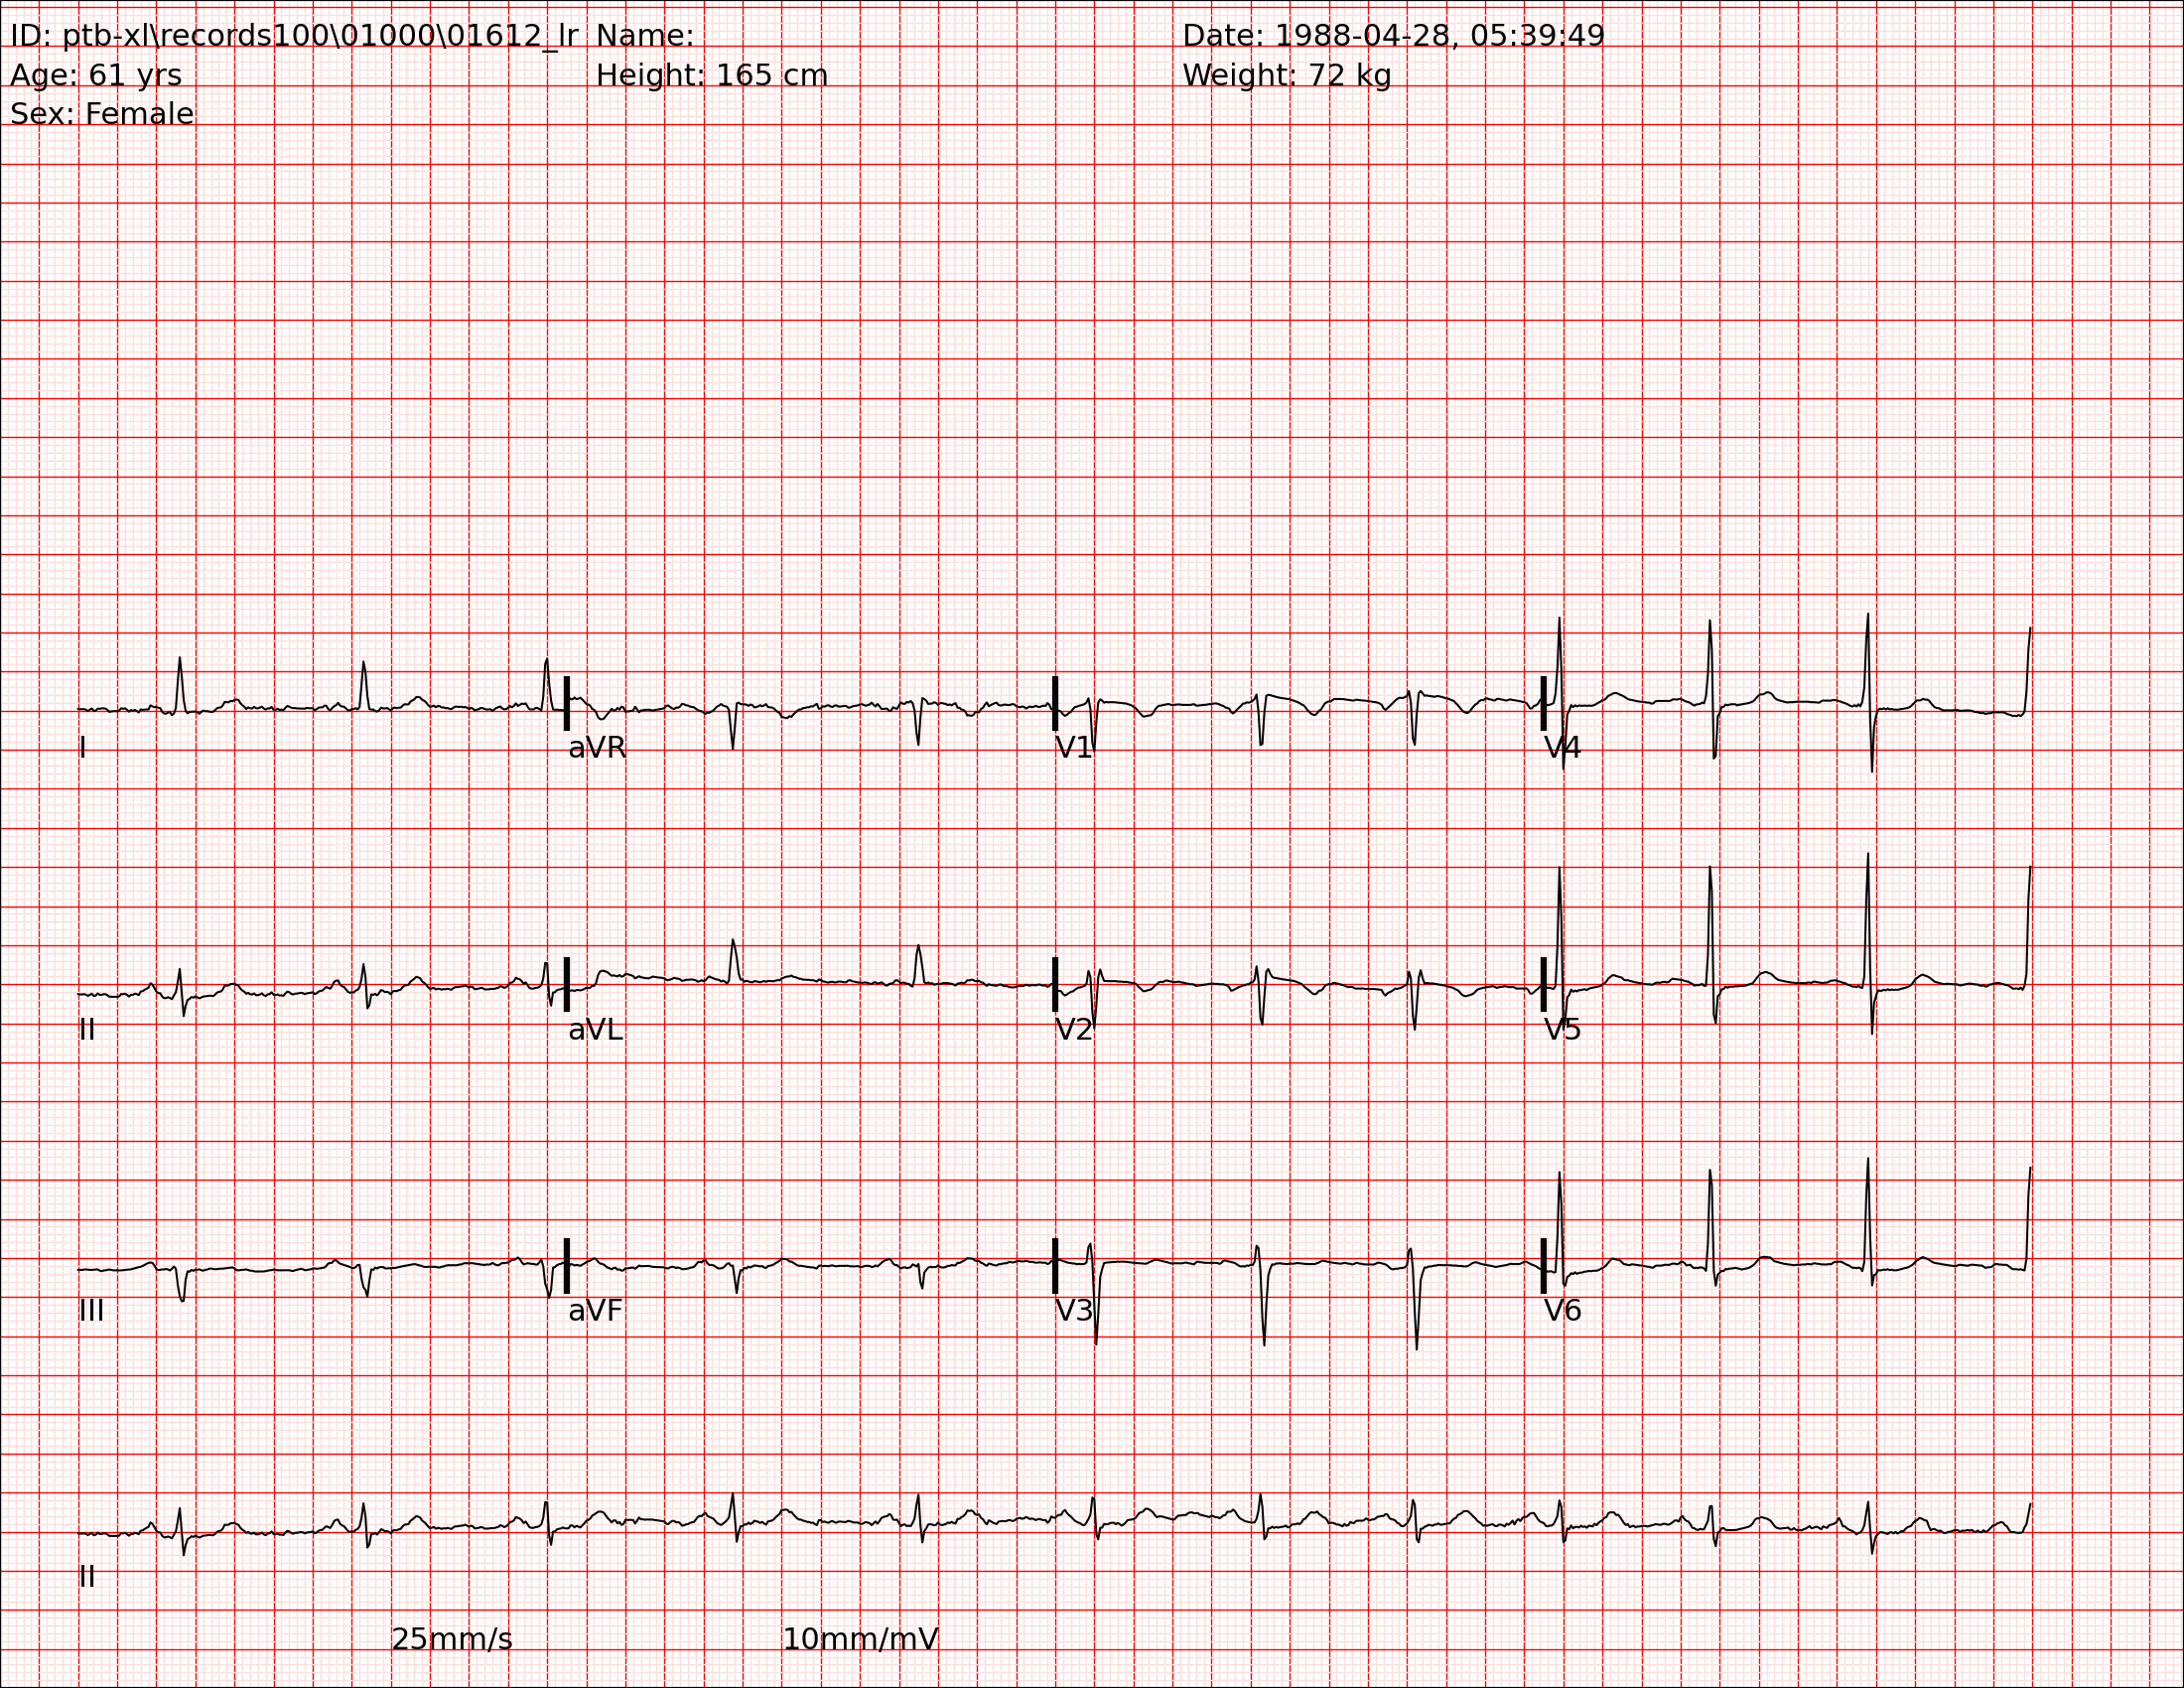 ID: ptb-xl\records100\01000\01612_lr Name: Date: 1988-04-28, 05:39:49
Age: 61 yrs Height: 165 cm Weight: 72 kg
Sex: Female
I aVR V1 V4
II aVL V2 V5
III aVF V3 V6
II
25mm/s 10mm/mV